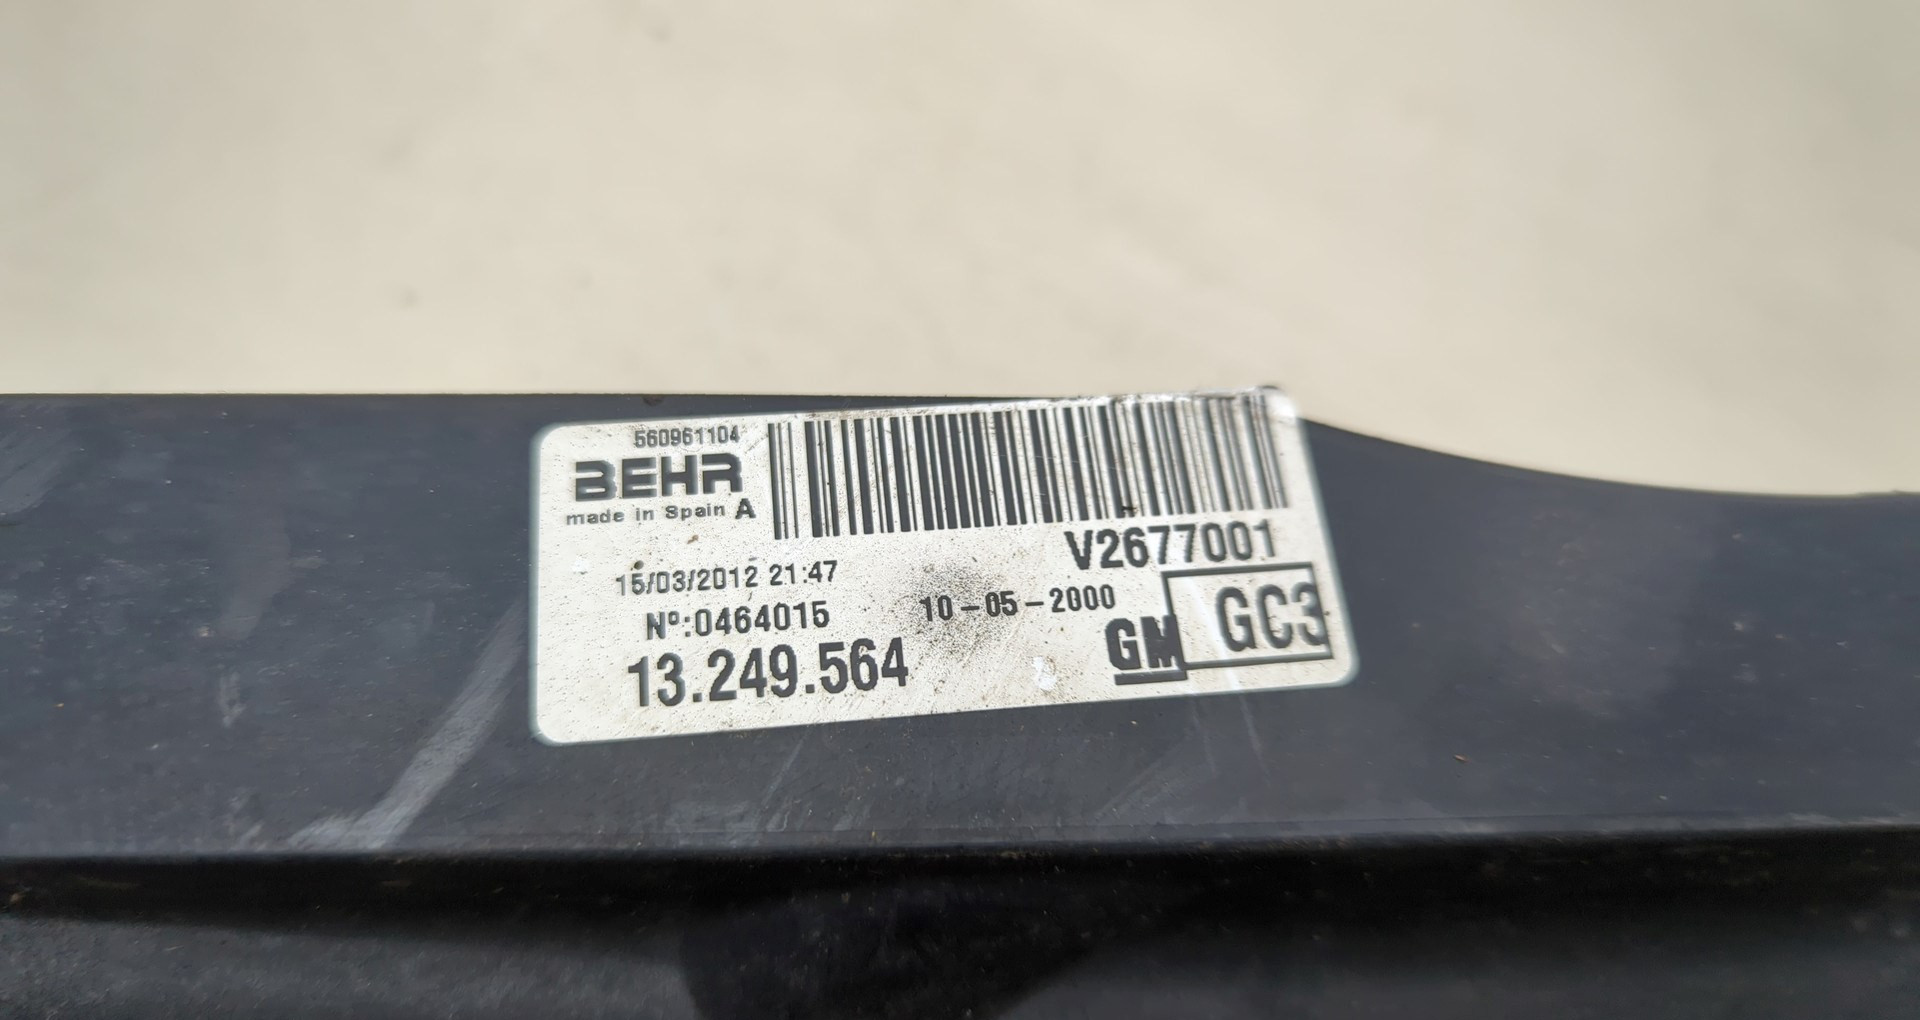 560961104
BEHR
made in Spain A
V2677001
15/03/2012 21:47
10-05-2000
Nº:0464015
GM GC3
13.249.564